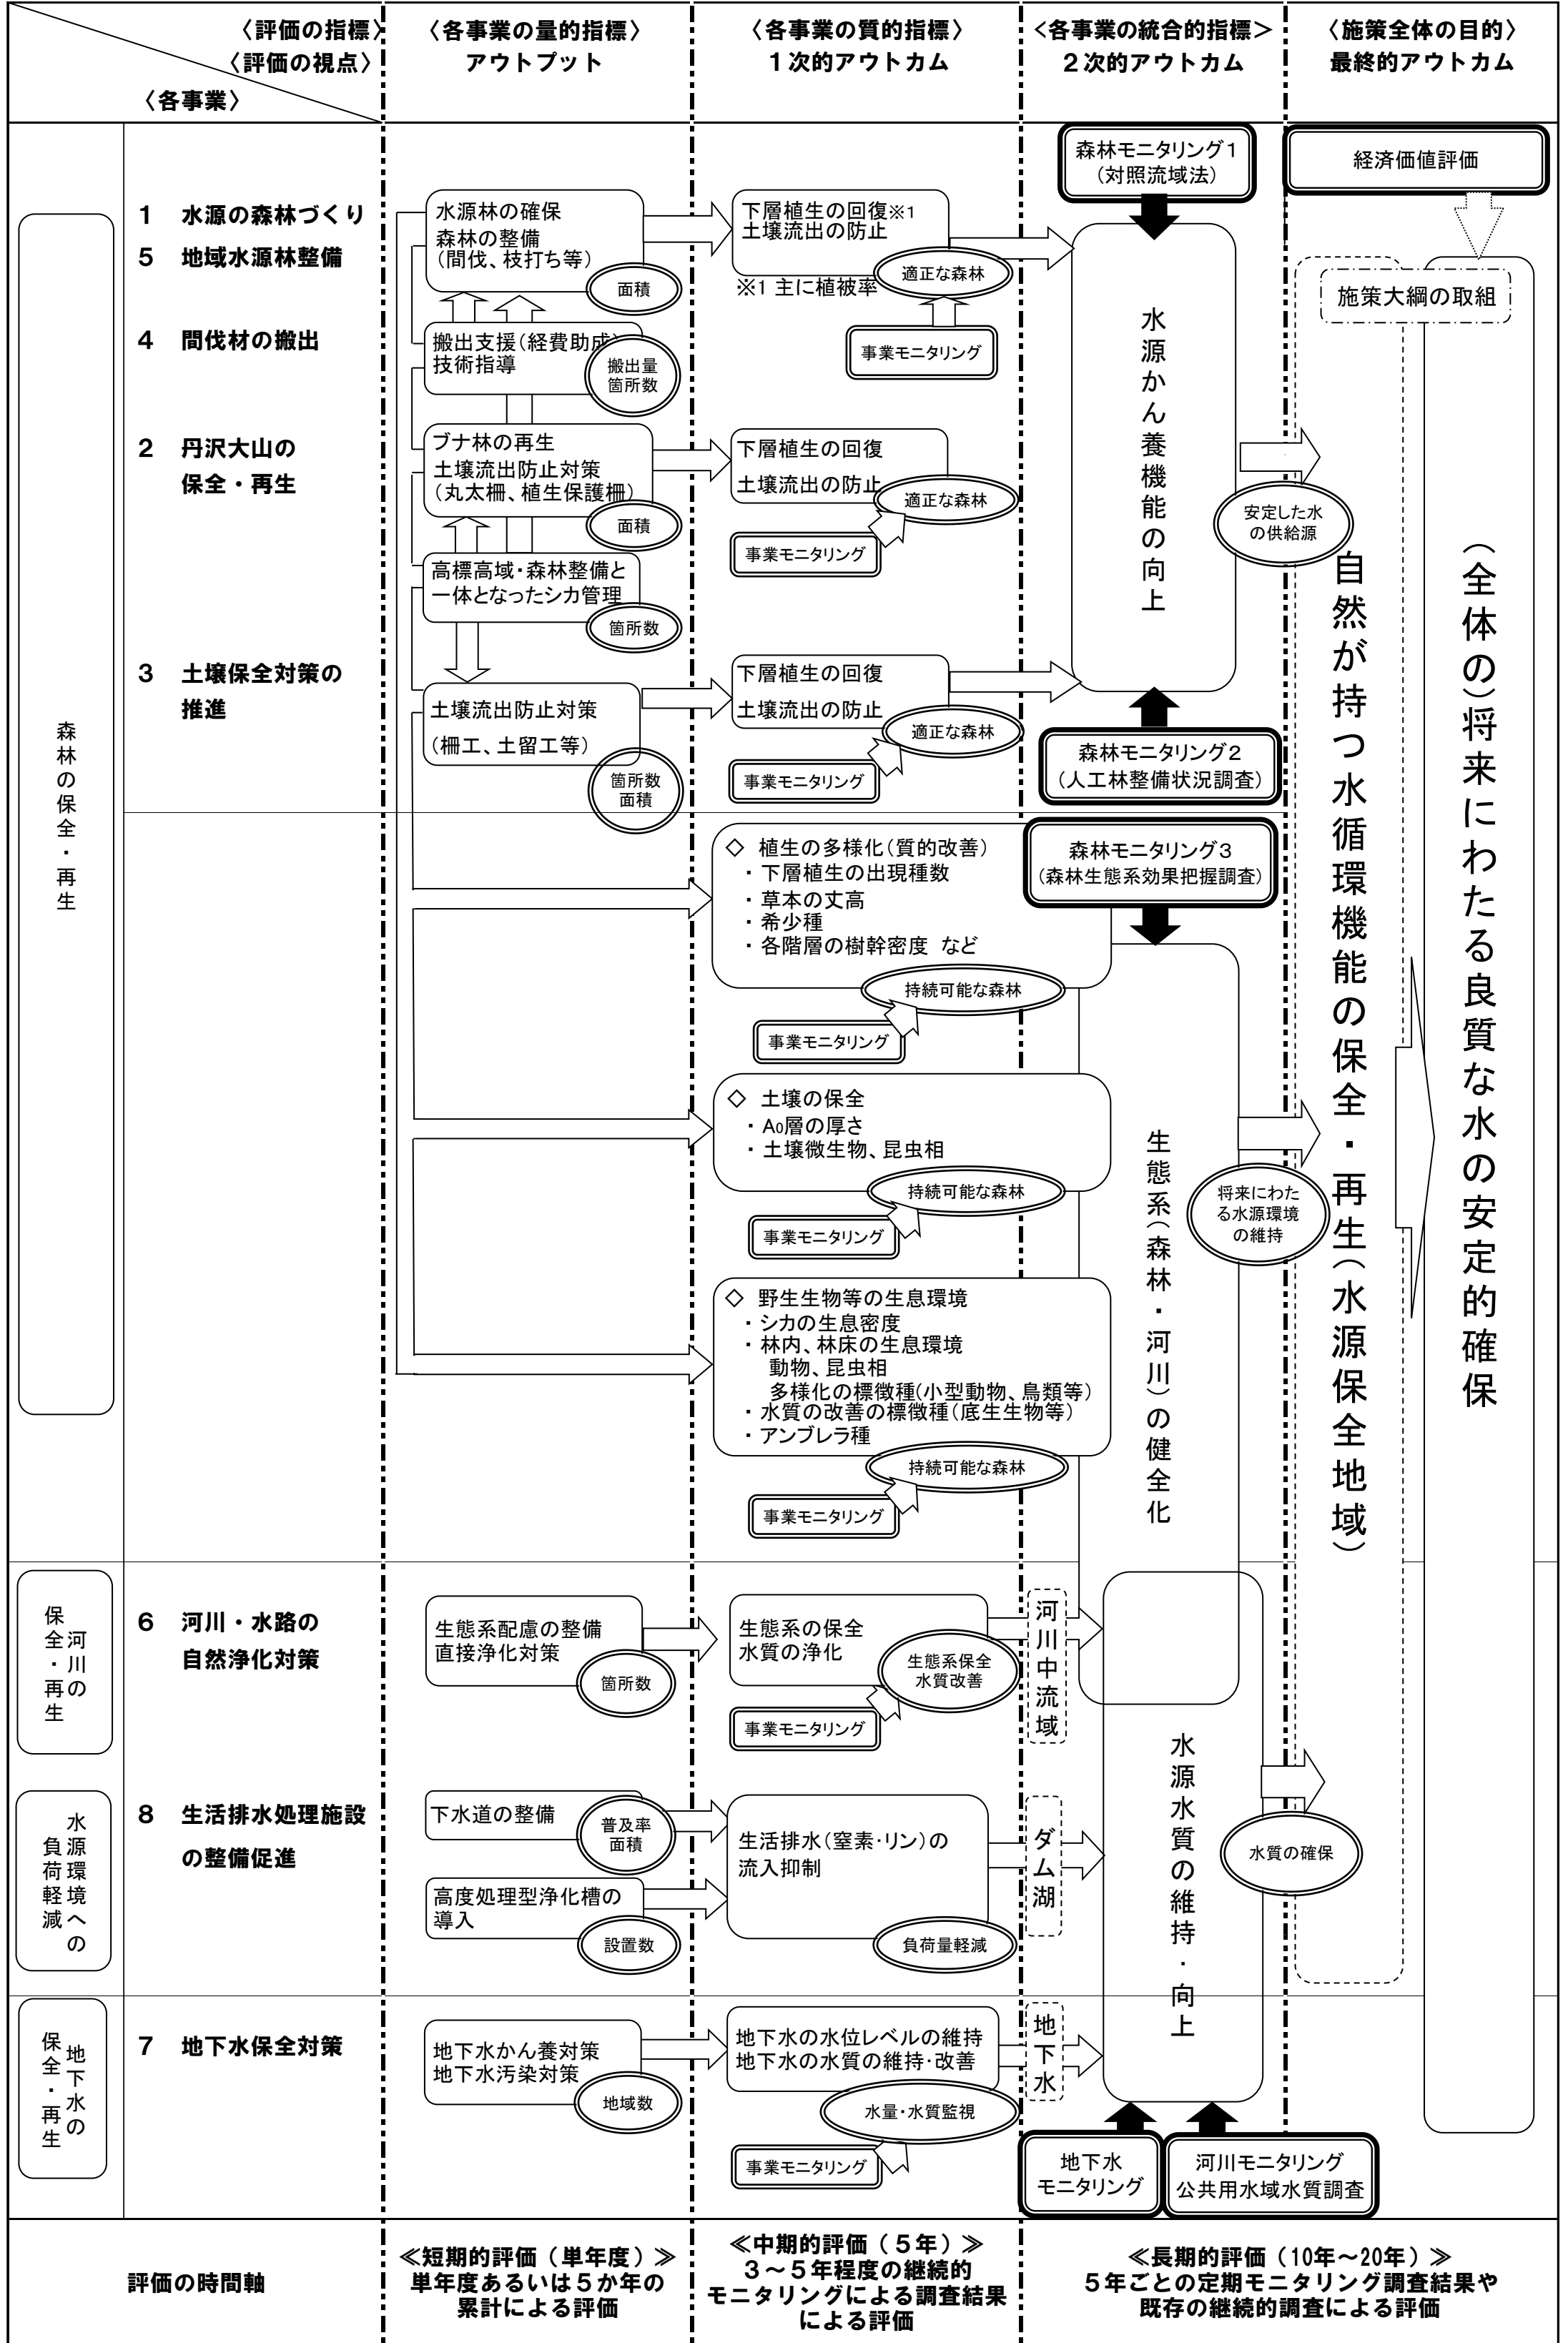 〈評価の指標〉
〈評価の視点〉
〈各事業〉
〈各事業の量的指標〉
アウトプット
〈各事業の質的指標〉
１次的アウトカム
<各事業の統合的指標>
２次的アウトカム
〈施策全体の目的〉
最終的アウトカム
森林の保全・再生
1　水源の森林づくり
5　地域水源林整備
4　間伐材の搬出
2　丹沢大山の
保全・再生
3　土壌保全対策の
推進
水源林の確保
森林の整備
(間伐、枝打ち等)
面積
搬出支援(経費助成)
技術指導
搬出量
箇所数
ブナ林の再生
土壌流出防止対策
(丸太柵、植生保護柵)
面積
高標高域・森林整備と
一体となったシカ管理
箇所数
土壌流出防止対策
(柵工、土留工等)
箇所数
面積
下層植生の回復※1
土壌流出の防止
適正な森林
※1 主に植被率
事業モニタリング
下層植生の回復
土壌流出の防止
適正な森林
事業モニタリング
下層植生の回復
土壌流出の防止
適正な森林
事業モニタリング
◇ 植生の多様化(質的改善)
・下層植生の出現種数
・草本の丈高
・希少種
・各階層の樹幹密度 など
持続可能な森林
事業モニタリング
◇ 土壌の保全
・A0層の厚さ
・土壌微生物、昆虫相
持続可能な森林
事業モニタリング
◇ 野生生物等の生息環境
・シカの生息密度
・林内、林床の生息環境
動物、昆虫相
多様化の標徴種(小型動物、鳥類等)
・水質の改善の標徴種(底生生物等)
・アンブレラ種
持続可能な森林
事業モニタリング
森林モニタリング１
(対照流域法)
水源かん養機能の向上
森林モニタリング２
(人工林整備状況調査)
森林モニタリング３
(森林生態系効果把握調査)
生態系(森林・河川)の健全化
安定した水
の供給源
将来にわた
る水源環境
の維持
経済価値評価
施策大綱の取組
自然が持つ水循環機能の保全・再生(水源保全地域)
(全体の)将来にわたる良質な水の安定的確保
河川の
保全・再生
6　河川・水路の
自然浄化対策
生態系配慮の整備
直接浄化対策
箇所数
生態系の保全
水質の浄化
生態系保全
水質改善
事業モニタリング
河川中流域
水源環境への
負荷軽減
8　生活排水処理施設
の整備促進
下水道の整備
普及率
面積
高度処理型浄化槽の
導入
設置数
生活排水(窒素・リン)の
流入抑制
負荷量軽減
ダム湖
水源水質の維持・向上
水質の確保
地下水の
保全・再生
7　地下水保全対策
地下水かん養対策
地下水汚染対策
地域数
地下水の水位レベルの維持
地下水の水質の維持・改善
水量・水質監視
事業モニタリング
地下水
地下水
モニタリング
河川モニタリング
公共用水域水質調査
評価の時間軸
≪短期的評価（単年度）≫
単年度あるいは５か年の
累計による評価
≪中期的評価（５年）≫
３～５年程度の継続的
モニタリングによる調査結果
による評価
≪長期的評価（10年～20年）≫
５年ごとの定期モニタリング調査結果や
既存の継続的調査による評価